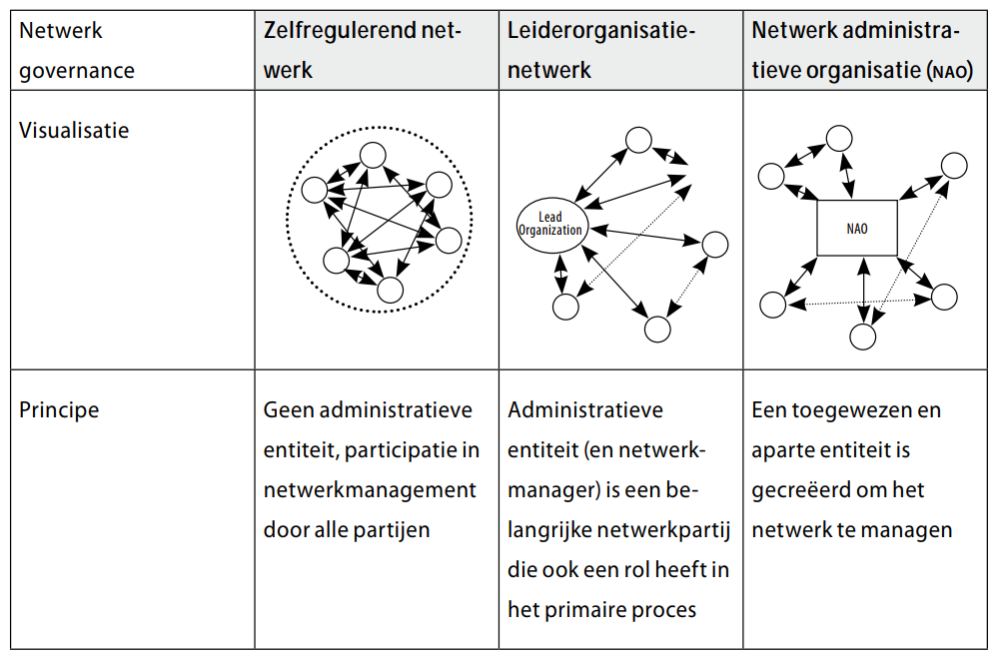 Netwerk
governance
Zelfregulerend net-
werk
Leiderorganisatie-
netwerk
Netwerk administra-
tieve organisatie (NAO)
Visualisatie
Lead
Organization
NAO
Principe
Geen administratieve
entiteit, participatie in
netwerkmanagement
door alle partijen
Administratieve
entiteit (en netwerk-
manager) is een be-
langrijke netwerkpartij
die ook een rol heeft in
het primaire proces
Een toegewezen en
aparte entiteit is
gecreëerd om het
netwerk te managen